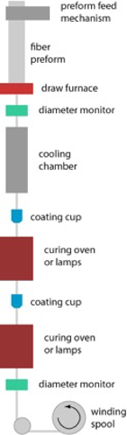 preform feed
mechanism
fiber
preform
draw furnace
diameter monitor
cooling
chamber
coating cup
curing oven
or lamps
coating cup
curing oven
or lamps
diameter monitor
winding
spool